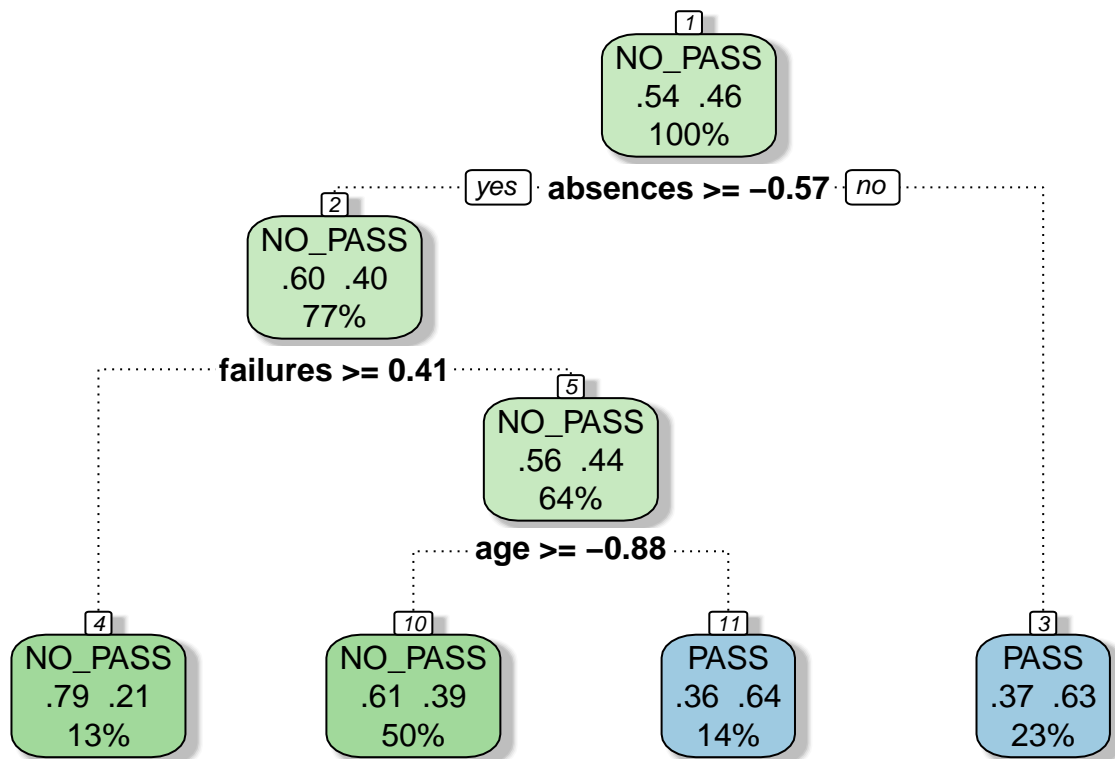 1
NO_PASS
.54 .46
100%
yes absences >= −0.57 no
2
NO_PASS
.60 .40
77%
failures >= 0.41
5
NO_PASS
.56 .44
64%
age >= −0.88
4
NO_PASS
.79 .21
13%
10
NO_PASS
.61 .39
50%
11
PASS
.36 .64
14%
3
PASS
.37 .63
23%